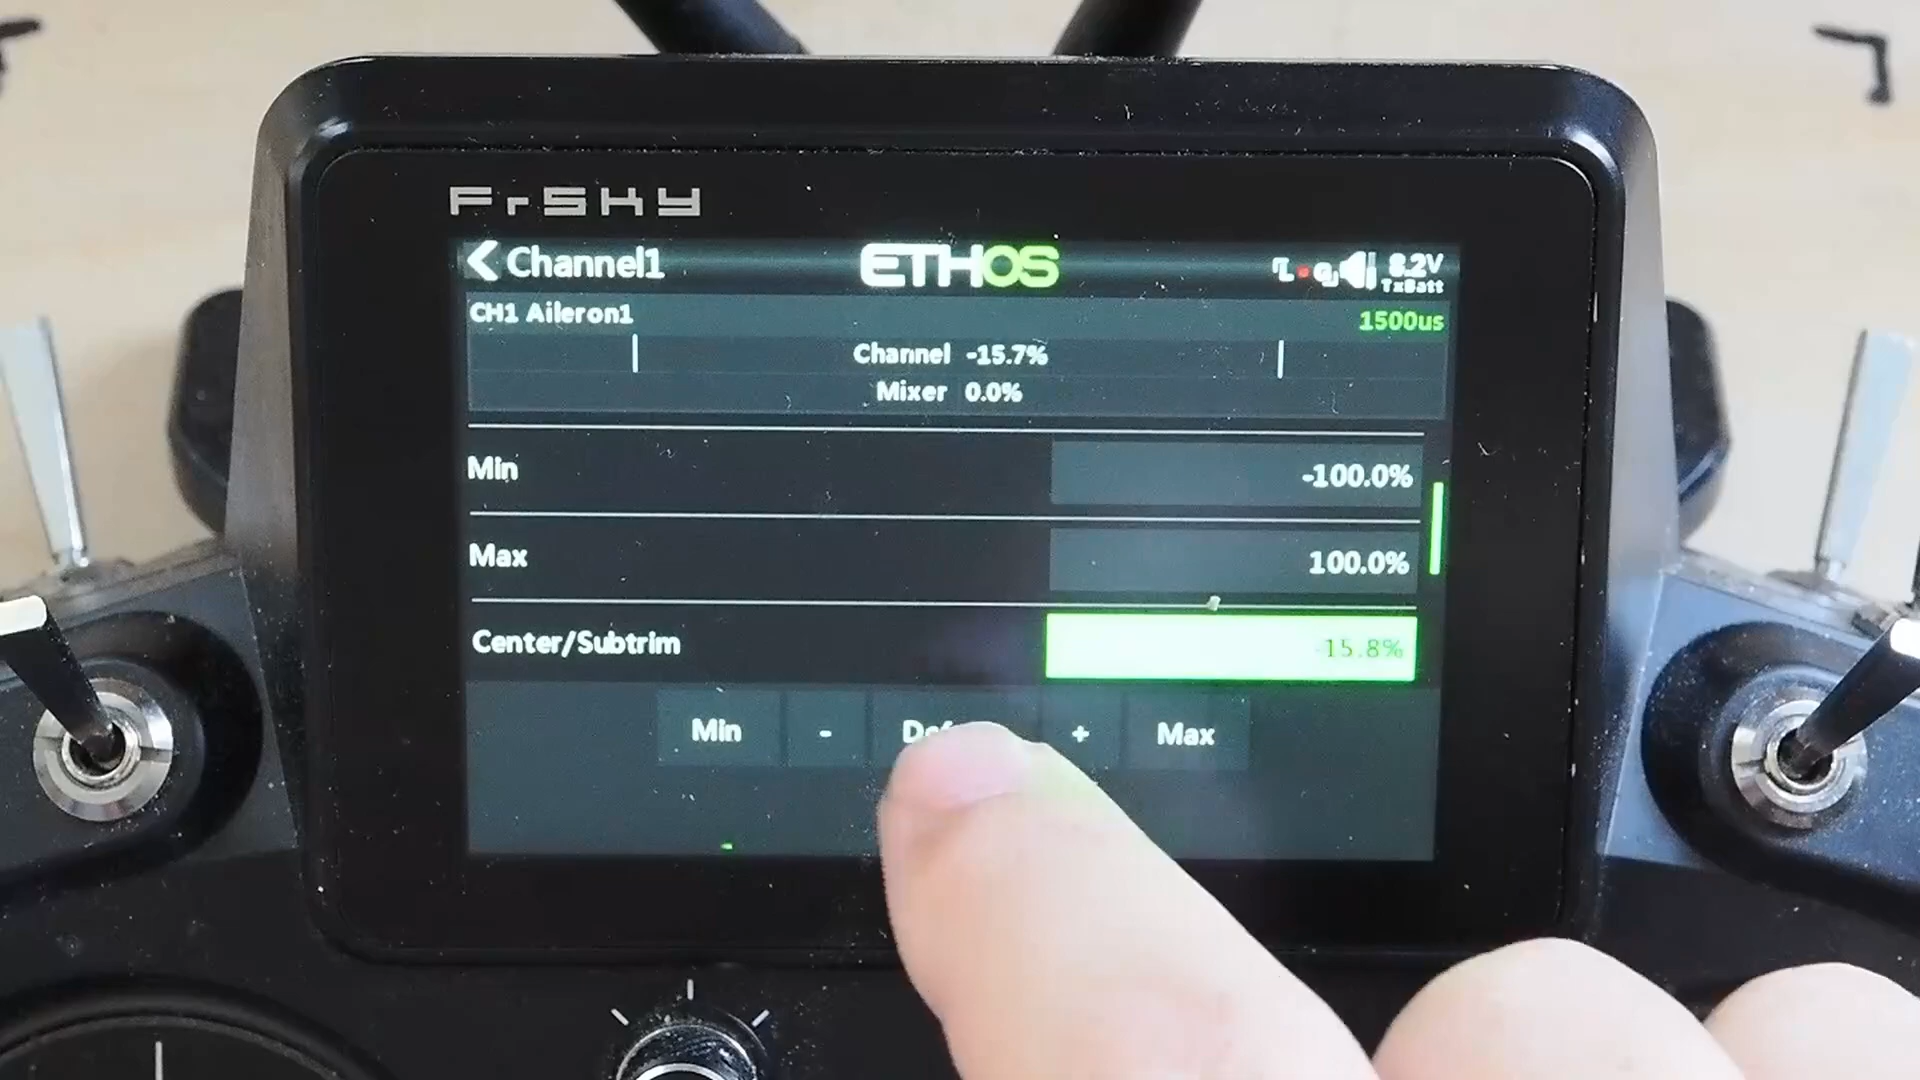 FrSKY
Channel1
ETHOS
8.2V
TxBatt
CH1 Aileron1
1500us
Channel -15.7%
Mixer 0.0%
Min
-100.0%
Max
100.0%
Center/Subtrim
-15.8%
Min - + Max